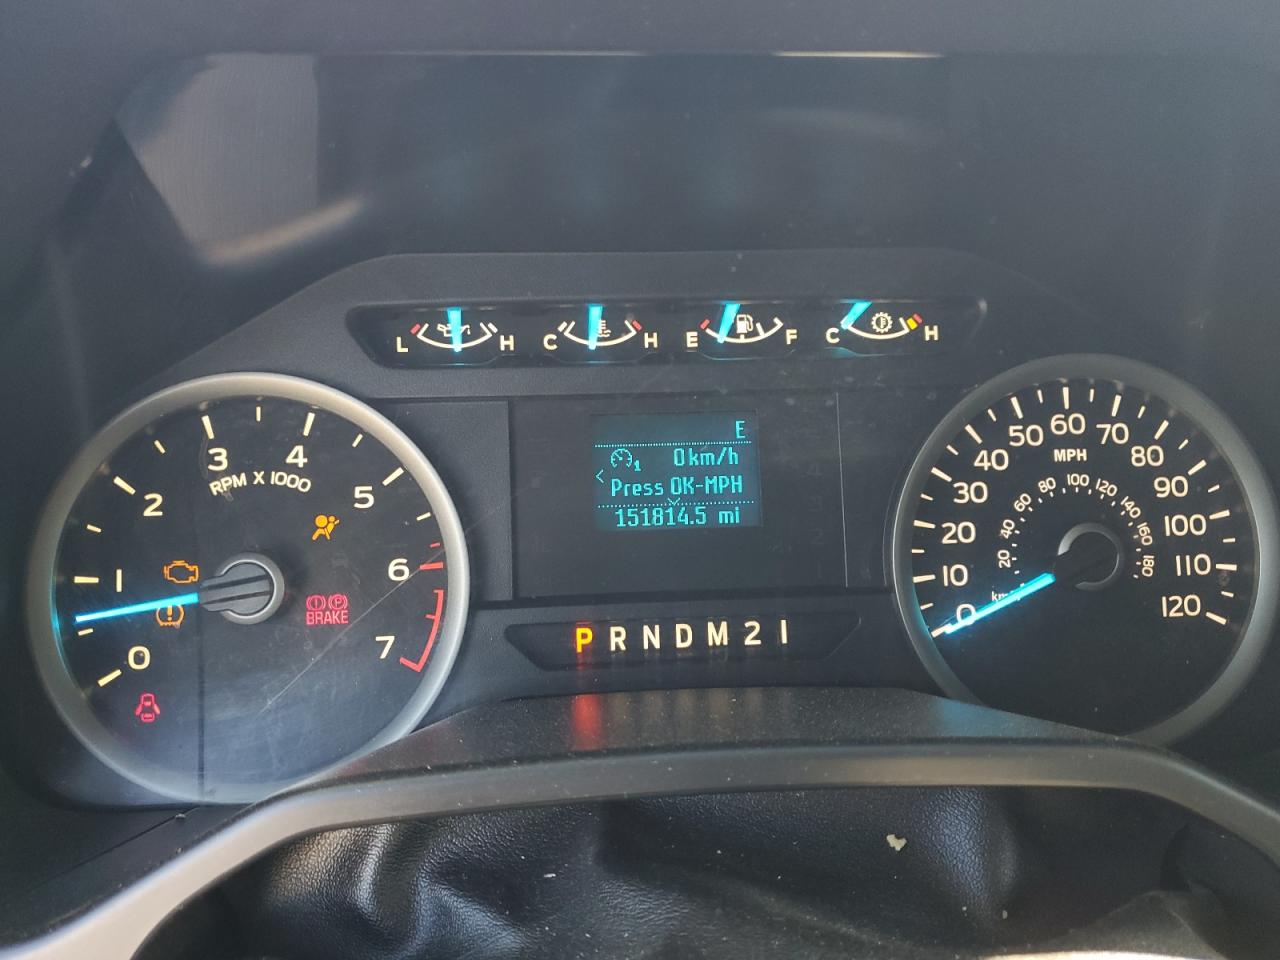 L H C H E F C H
E
0km/h
Press OK-MPH
151814.5 mi
0 1 2 3 4 5 6 7
RPM X 1000
BRAKE
P R N D M 2 1
0 10 20 30 40 50 60 70 80 90 100 110 120
MPH
20 40 60 80 100 120 140 160 180